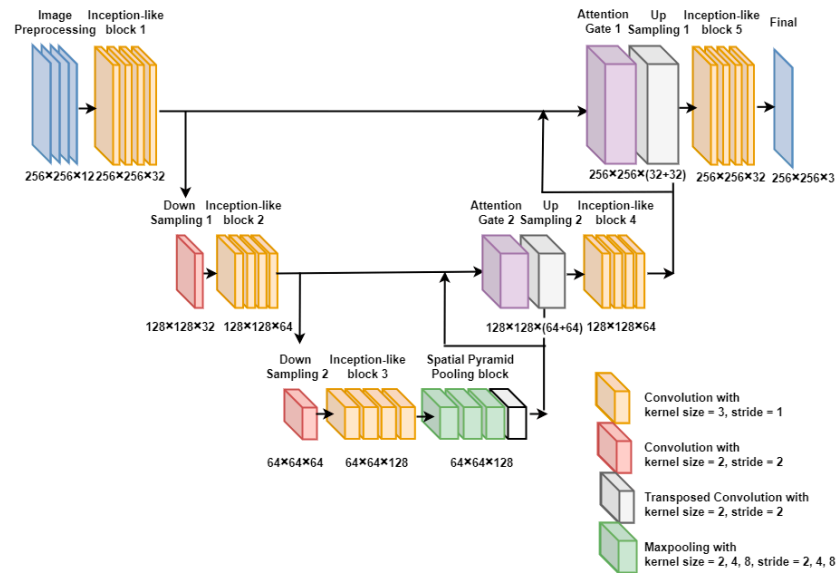 Image
Preprocessing
Inception-like
block 1
Attention
Gate 1
Up
Sampling 1
Inception-like
block 5
Final
256×256×12
256×256×32
256×256×(32+32)
256×256×32
256×256×3
Down
Sampling 1
Inception-like
block 2
Attention
Gate 2
Up
Sampling 2
Inception-like
block 4
128×128×32
128×128×64
128×128×(64+64)
128×128×64
Down
Sampling 2
Inception-like
block 3
Spatial Pyramid
Pooling block
64×64×64
64×64×128
64×64×128
Convolution with
kernel size = 3, stride = 1
Convolution with
kernel size = 2, stride = 2
Transposed Convolution with
kernel size = 2, stride = 2
Maxpooling with
kernel size = 2, 4, 8, stride = 2, 4, 8